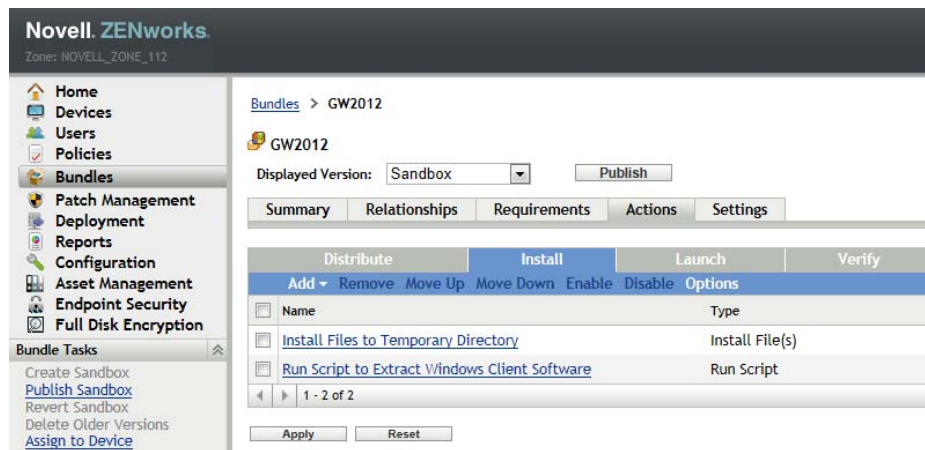 Novell. ZENworks.
Zone: NOVELL_ZONE_112
Home
Devices
Users
Policies
Bundles
Patch Management
Deployment
Reports
Configuration
Asset Management
Endpoint Security
Full Disk Encryption
Bundle Tasks
Create Sandbox
Publish Sandbox
Revert Sandbox
Delete Older Versions
Assign to Device
Bundles > GW2012
GW2012
Displayed Version: Sandbox Publish
Summary Relationships Requirements Actions Settings
Distribute Install Launch Verify
Add Remove Move Up Move Down Enable Disable Options
Name Type
Install Files to Temporary Directory Install File(s)
Run Script to Extract Windows Client Software Run Script
1 - 2 of 2
Apply Reset